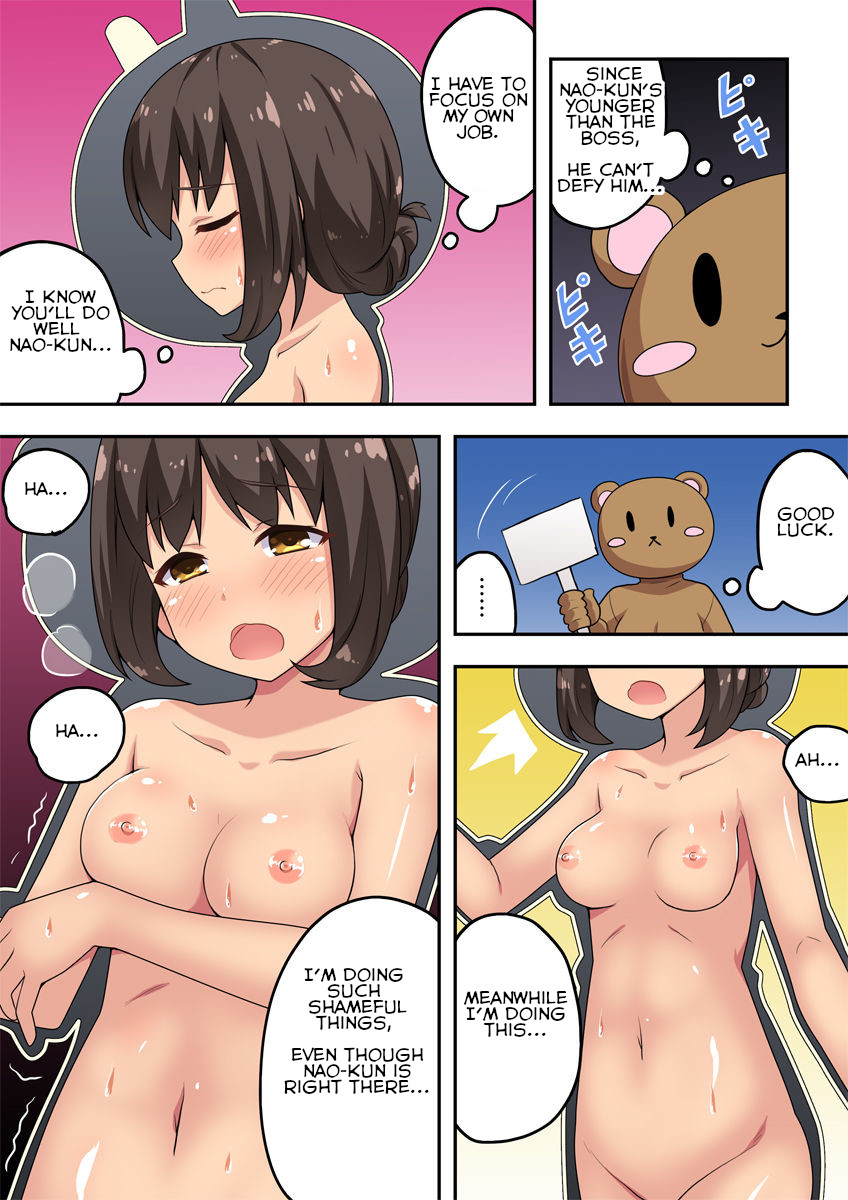 SINCE
NAO-KUN'S
YOUNGER
THAN THE
BOSS,
HE CAN'T
DEFY HIM...
ピキ
ピキ
I HAVE TO
FOCUS ON
MY OWN
JOB.
I KNOW
YOU'LL DO
WELL
NAO-KUN...
GOOD
LUCK.
......
AH...
MEANWHILE
I'M DOING
THIS...
HA...
HA...
I'M DOING
SUCH
SHAMEFUL
THINGS,
EVEN THOUGH
NAO-KUN IS
RIGHT THERE...